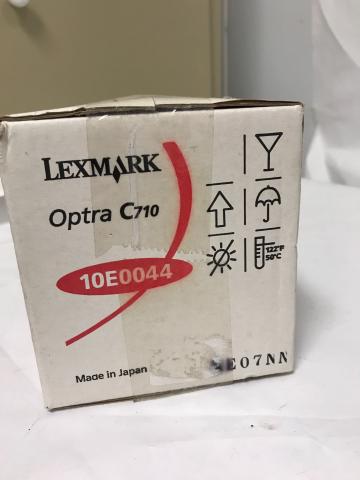 LEXMARK
Optra C710
10E0044
122°F
50°C
Made in Japan
E07NN